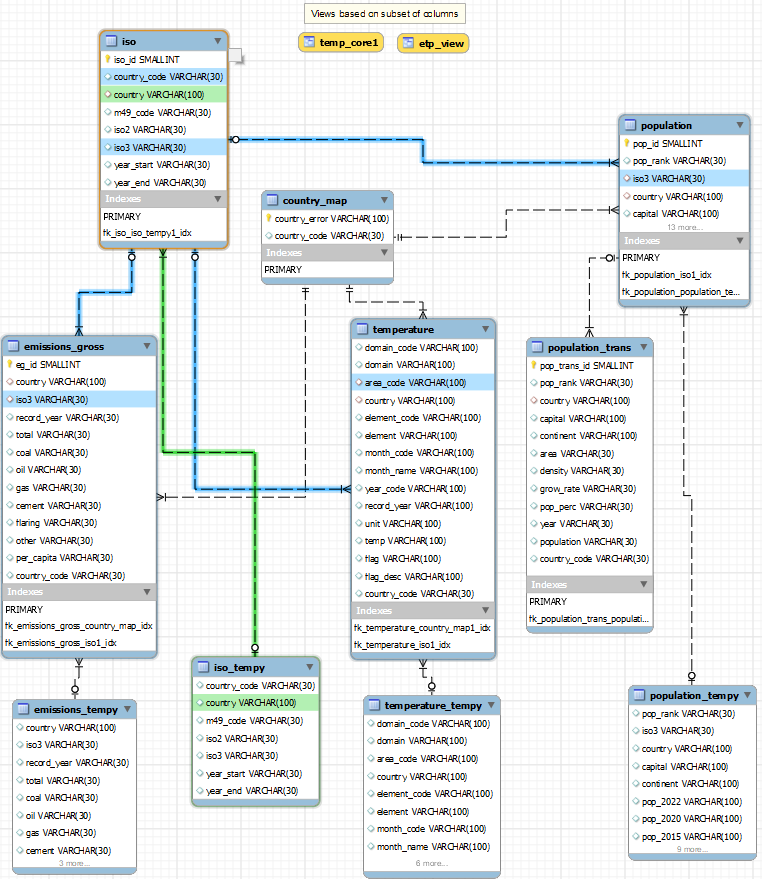 Views based on subset of columns
temp_core1
etp_view
iso
iso_id SMALLINT
country_code VARCHAR(30)
country VARCHAR(100)
m49_code VARCHAR(30)
iso2 VARCHAR(30)
iso3 VARCHAR(30)
year_start VARCHAR(30)
year_end VARCHAR(30)
Indexes
PRIMARY
fk_iso_iso_tempy1_idx
population
pop_id SMALLINT
pop_rank VARCHAR(30)
iso3 VARCHAR(30)
country VARCHAR(100)
capital VARCHAR(100)
13 more...
Indexes
PRIMARY
fk_population_iso1_idx
fk_population_population_te...
country_map
country_error VARCHAR(100)
country_code VARCHAR(30)
Indexes
PRIMARY
emissions_gross
eg_id SMALLINT
country VARCHAR(100)
iso3 VARCHAR(30)
record_year VARCHAR(30)
total VARCHAR(30)
coal VARCHAR(30)
oil VARCHAR(30)
gas VARCHAR(30)
cement VARCHAR(30)
flaring VARCHAR(30)
other VARCHAR(30)
per_capita VARCHAR(30)
country_code VARCHAR(30)
Indexes
PRIMARY
fk_emissions_gross_country_map_idx
fk_emissions_gross_iso1_idx
temperature
domain_code VARCHAR(100)
domain VARCHAR(100)
area_code VARCHAR(100)
country VARCHAR(100)
element_code VARCHAR(100)
element VARCHAR(100)
month_code VARCHAR(100)
month_name VARCHAR(100)
year_code VARCHAR(100)
record_year VARCHAR(100)
unit VARCHAR(100)
temp VARCHAR(100)
flag VARCHAR(100)
flag_desc VARCHAR(100)
country_code VARCHAR(30)
Indexes
fk_temperature_country_map1_idx
fk_temperature_iso1_idx
population_trans
pop_trans_id SMALLINT
pop_rank VARCHAR(30)
country VARCHAR(100)
capital VARCHAR(100)
continent VARCHAR(100)
area VARCHAR(30)
density VARCHAR(30)
grow_rate VARCHAR(30)
pop_perc VARCHAR(30)
year VARCHAR(30)
population VARCHAR(30)
country_code VARCHAR(30)
Indexes
PRIMARY
fk_population_trans_populati...
emissions_tempy
country VARCHAR(100)
iso3 VARCHAR(30)
record_year VARCHAR(30)
total VARCHAR(30)
coal VARCHAR(30)
oil VARCHAR(30)
gas VARCHAR(30)
cement VARCHAR(30)
3 more...
iso_tempy
country_code VARCHAR(30)
country VARCHAR(100)
m49_code VARCHAR(30)
iso2 VARCHAR(30)
iso3 VARCHAR(30)
year_start VARCHAR(30)
year_end VARCHAR(30)
temperature_tempy
domain_code VARCHAR(100)
domain VARCHAR(100)
area_code VARCHAR(100)
country VARCHAR(100)
element_code VARCHAR(100)
element VARCHAR(100)
month_code VARCHAR(100)
month_name VARCHAR(100)
6 more...
population_tempy
pop_rank VARCHAR(30)
iso3 VARCHAR(30)
country VARCHAR(100)
capital VARCHAR(100)
continent VARCHAR(100)
pop_2022 VARCHAR(100)
pop_2020 VARCHAR(100)
pop_2015 VARCHAR(100)
9 more...